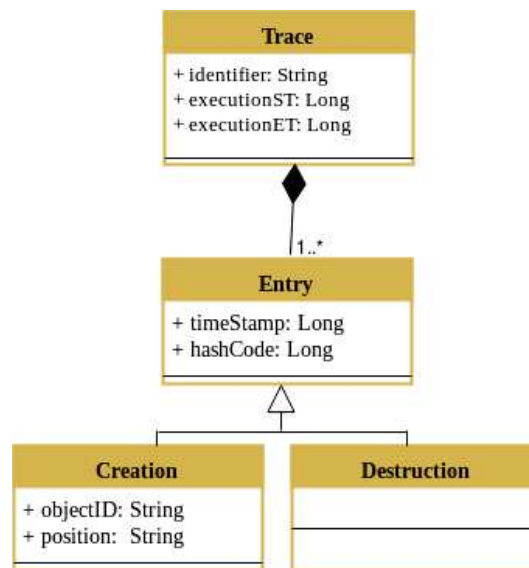 Trace
+ identifier: String
+ executionST: Long
+ executionET: Long
1..*
Entry
+ timeStamp: Long
+ hashCode: Long
Creation
+ objectID: String
+ position: String
Destruction